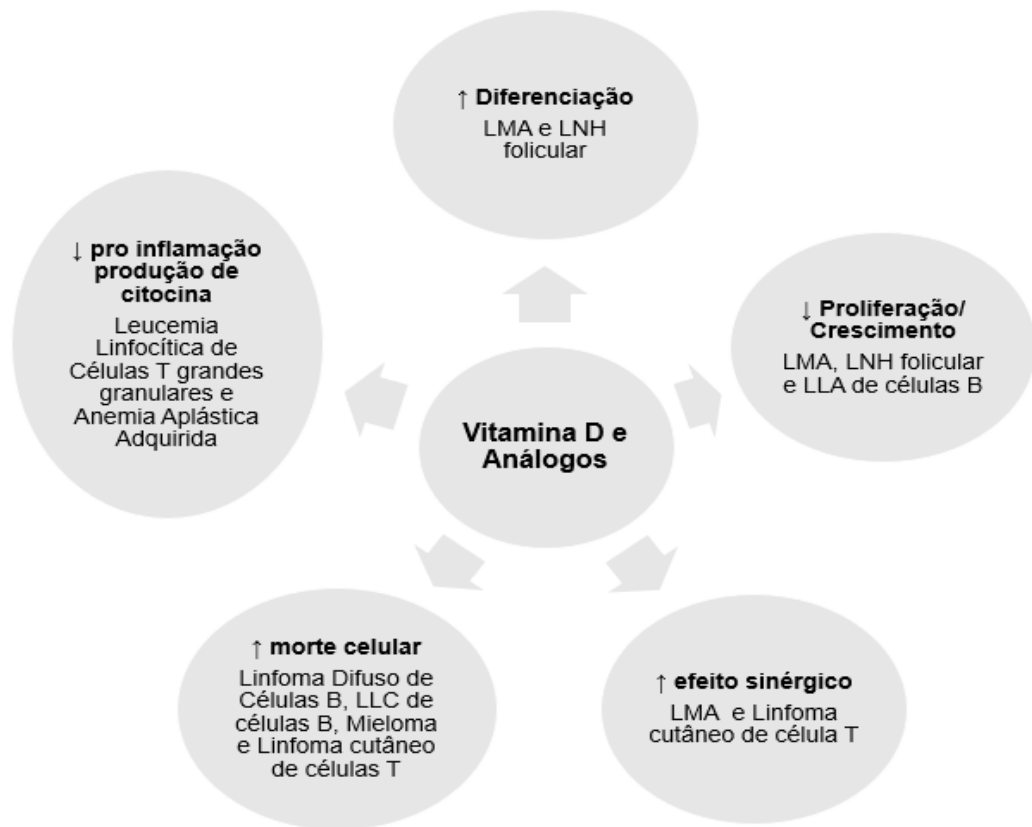 ↑ Diferenciação
LMA e LNH
folicular
↓ pro inflamação
produção de
citocina
Leucemia
Linfocítica de
Células T grandes
granulares e
Anemia Aplástica
Adquirida
↓ Proliferação/
Crescimento
LMA, LNH folicular
e LLA de células B
Vitamina D e
Análogos
↑ morte celular
Linfoma Difuso de
Células B, LLC de
células B, Mieloma
e Linfoma cutâneo
de células T
↑ efeito sinérgico
LMA e Linfoma
cutâneo de célula T